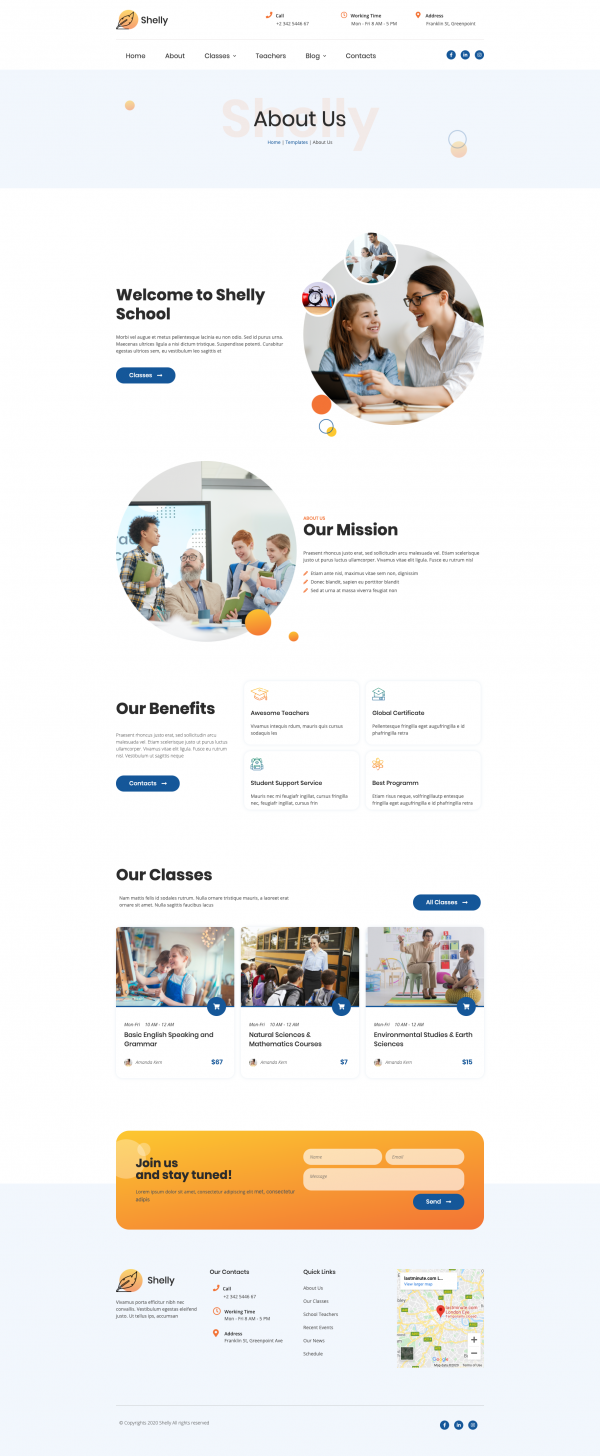 Shelly
Call
+2 342 5446 67
Working Time
Mon - Fri 8 AM - 5 PM
Address
Franklin St, Greenpoint
Home
About
Classes
Teachers
Blog
Contacts
Shelly
About Us
Home | Templates | About Us
Welcome to Shelly
School
Morbi vel augue et metus pellentesque lacinia eu non odio. Sed id purus urna.
Maecenas ultrices ligula a nisi dictum tristique. Suspendisse potenti. Curabitur
egestas ultrices sem, eu vestibulum leo sagittis et
Classes →
ABOUT US
Our Mission
Praesent rhoncus justo erat, sed sollicitudin arcu malesuada vel. Etiam scelerisque
justo ut purus luctus ullamcorper. Vivamus vitae elit ligula. Fusce eu rutrum nisl
Etiam ante nisl, maximus vitae sem non, dignissim
Donec blandit, sapien eu porttitor blandit
Sed at urna at massa viverra feugiat non
Our Benefits
Praesent rhoncus justo erat, sed sollicitudin arcu
malesuada vel. Etiam scelerisque justo ut purus luctus
ullamcorper. Vivamus vitae elit ligula. Fusce eu rutrum
nisl. Vestibulum ut sagittis neque
Contacts →
Awesome Teachers
Vivamus intequis rdum, mauris quis cursus
sodaquis leo
Global Certificate
Pellentesque fringilla eget augufringilla e id
phafringilla retra
Student Support Service
Mauris nec mi feugiafr ingillat, cursus fringilla
nec, feugiafr ingillat, cursus frin
Best Programm
Etiam risus neque, volfringillautp entesque
fringilla eget augufringilla e id phafringilla retra
Our Classes
Nam mattis felis id sodales rutrum. Nulla ornare tristique mauris, a laoreet erat
ornare sit amet. Nulla sagittis faucibus lacus
All Classes →
Mon-Fri 10 AM - 12 AM
Basic English Speaking and
Grammar
Amanda Kern
$67
Mon-Fri 10 AM - 12 AM
Natural Sciences &
Mathematics Courses
Amanda Kern
$7
Mon-Fri 10 AM - 12 AM
Environmental Studies & Earth
Sciences
Amanda Kern
$15
Join us
and stay tuned!
Lorem ipsum dolor sit amet, consectetur adipiscing elit met, consectetur
adipis
Name
Email
Message
Send →
Shelly
Vivamus porta efficitur nibh nec
convallis. Vestibulum egestas eleifend
justo. Ut tellus ips, accumsan
Our Contacts
Call
+2 342 5446 67
Working Time
Mon - Fri 8 AM - 5 PM
Address
Franklin St, Greenpoint Ave
Quick Links
About Us
Our Classes
School Teachers
Recent Events
Our News
Schedule
lastminute.com L...
View larger map
lastminute.com
London Eye
Google
Terms of Use
© Copyrights 2020 Shelly All rights reserved